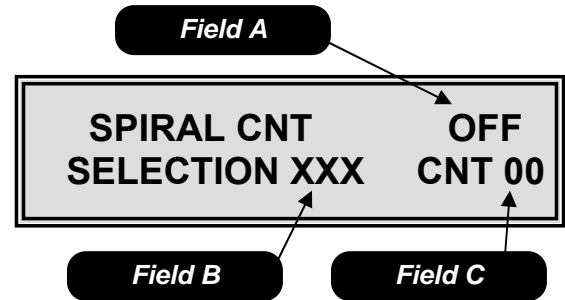 Field A
SPIRAL CNT OFF
SELECTION XXX CNT 00
Field B Field C